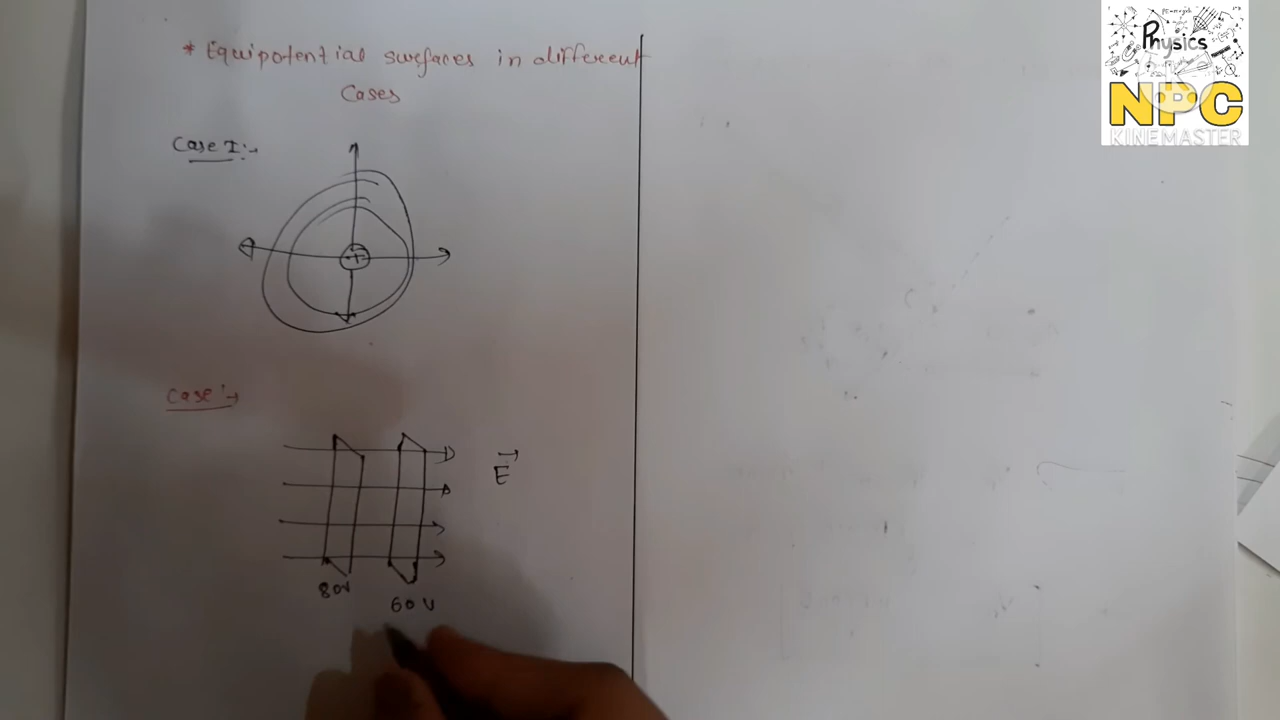 * Equipotential surfaces in different
Cases
Case I :→
+
Case :→
E
80V
60 V
Physics
NPC
KINEMASTER